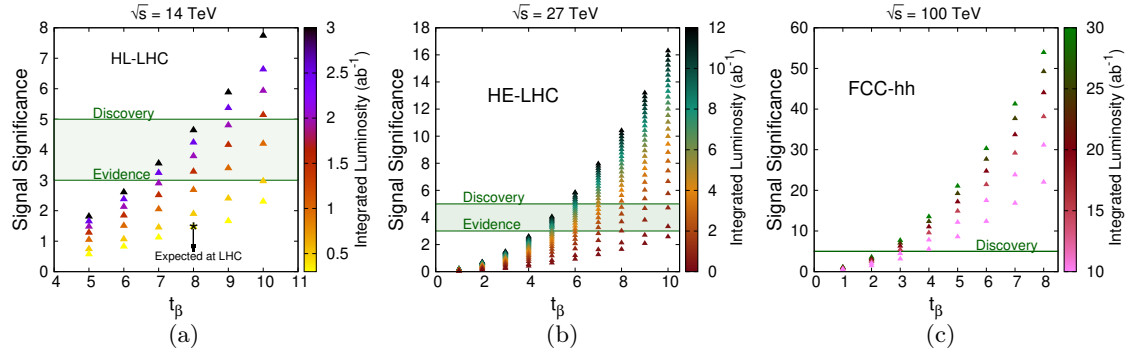 √s = 14 TeV
HL-LHC
Discovery
Evidence
Expected at LHC
Signal Significance
0 1 2 3 4 5 6 7 8
4 5 6 7 8 9 10 11
tβ
0.5 1 1.5 2 2.5 3
Integrated Luminosity (ab⁻¹)
(a)
√s = 27 TeV
HE-LHC
Discovery
Evidence
Signal Significance
0 2 4 6 8 10 12 14 16 18
0 1 2 3 4 5 6 7 8 9 10
tβ
0 2 4 6 8 10 12
Integrated Luminosity (ab⁻¹)
(b)
√s = 100 TeV
FCC-hh
Discovery
Signal Significance
0 10 20 30 40 50 60
0 1 2 3 4 5 6 7 8
tβ
10 15 20 25 30
Integrated Luminosity (ab⁻¹)
(c)